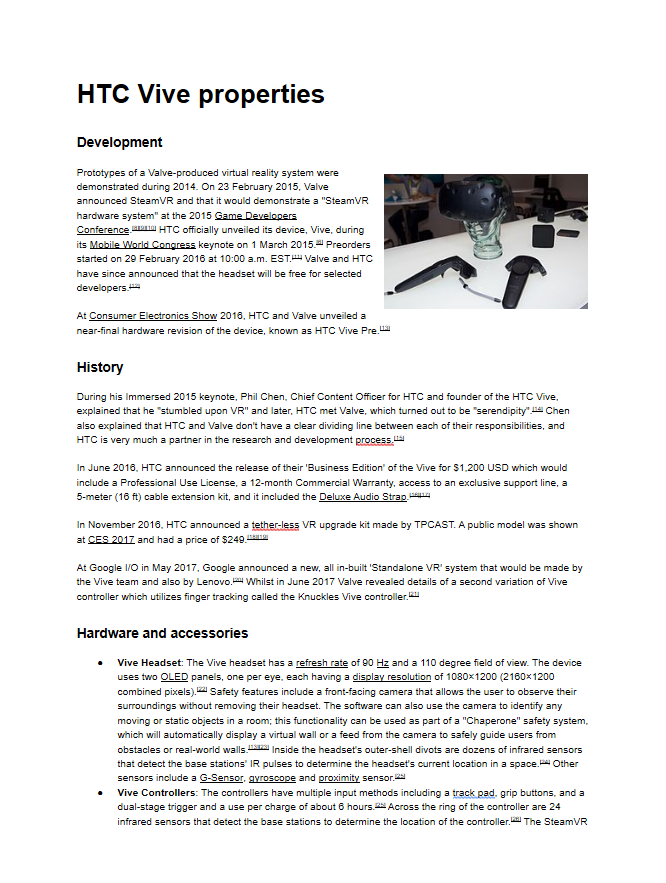 HTC Vive properties
Development
Prototypes of a Valve-produced virtual reality system were
demonstrated during 2014. On 23 February 2015, Valve
announced SteamVR and that it would demonstrate a "SteamVR
hardware system" at the 2015 Game Developers
Conference.[8][9][10] HTC officially unveiled its device, Vive, during
its Mobile World Congress keynote on 1 March 2015. Preorders
started on 29 February 2016 at 10:00 a.m. EST.[11] Valve and HTC
have since announced that the headset will be free for selected
developers.[12]
At Consumer Electronics Show 2016, HTC and Valve unveiled a
near-final hardware revision of the device, known as HTC Vive Pre.[13]
History
During his Immersed 2015 keynote, Phil Chen, Chief Content Officer for HTC and founder of the HTC Vive,
explained that he "stumbled upon VR" and later, HTC met Valve, which turned out to be "serendipity".[14] Chen
also explained that HTC and Valve don't have a clear dividing line between each of their responsibilities, and
HTC is very much a partner in the research and development process.[15]
In June 2016, HTC announced the release of their 'Business Edition' of the Vive for $1,200 USD which would
include a Professional Use License, a 12-month Commercial Warranty, access to an exclusive support line, a
5-meter (16 ft) cable extension kit, and it included the Deluxe Audio Strap.[16][17]
In November 2016, HTC announced a tether-less VR upgrade kit made by TPCAST. A public model was shown
at CES 2017 and had a price of $249.[18][19]
At Google I/O in May 2017, Google announced a new, all in-built 'Standalone VR' system that would be made by
the Vive team and also by Lenovo.[20] Whilst in June 2017 Valve revealed details of a second variation of Vive
controller which utilizes finger tracking called the Knuckles Vive controller.[21]
Hardware and accessories
● Vive Headset: The Vive headset has a refresh rate of 90 Hz and a 110 degree field of view. The device
uses two OLED panels, one per eye, each having a display resolution of 1080×1200 (2160×1200
combined pixels).[22] Safety features include a front-facing camera that allows the user to observe their
surroundings without removing their headset. The software can also use the camera to identify any
moving or static objects in a room; this functionality can be used as part of a "Chaperone" safety system,
which will automatically display a virtual wall or a feed from the camera to safely guide users from
obstacles or real-world walls.[13][23] Inside the headset's outer-shell divots are dozens of infrared sensors
that detect the base stations' IR pulses to determine the headset's current location in a space.[24] Other
sensors include a G-Sensor, gyroscope and proximity sensor.[25]
● Vive Controllers: The controllers have multiple input methods including a track pad, grip buttons, and a
dual-stage trigger and a use per charge of about 6 hours.[25] Across the ring of the controller are 24
infrared sensors that detect the base stations to determine the location of the controller.[26] The SteamVR